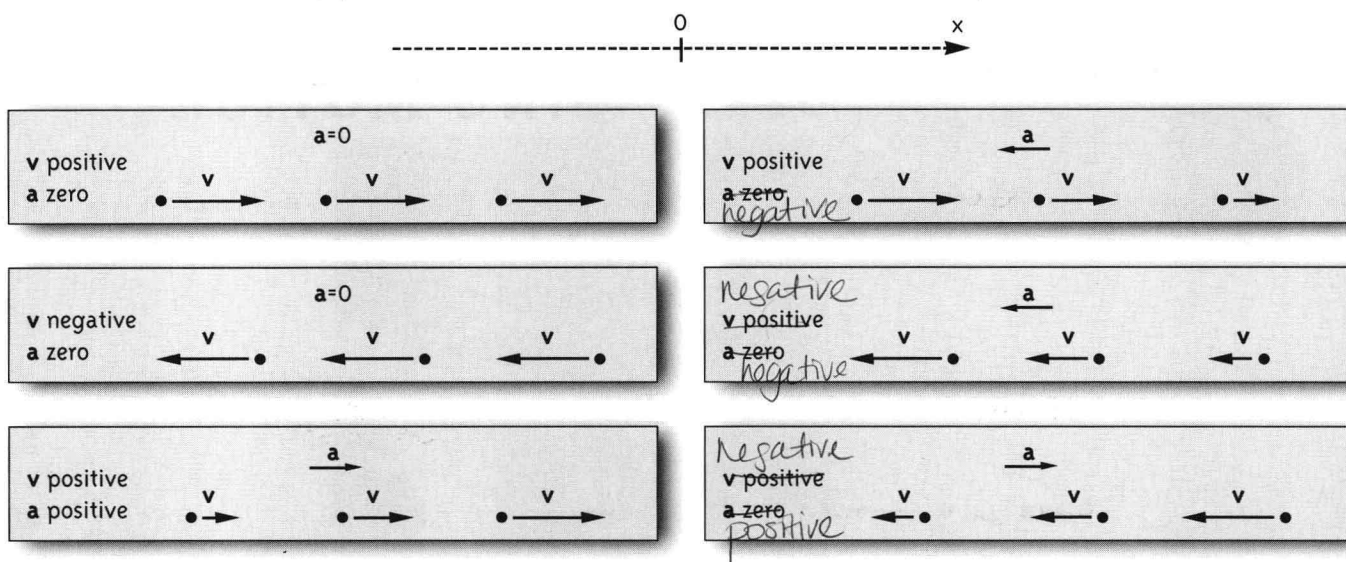 0 x
a=0
v positive
a zero
v v v
a
v positive
a zero
negative
v v v
a=0
v negative
a zero
v v v
negative
a
v positive
a zero
negative
v v v
a
v positive
a positive
v v v
Negative
a
v positive
a zero
positive
v v v